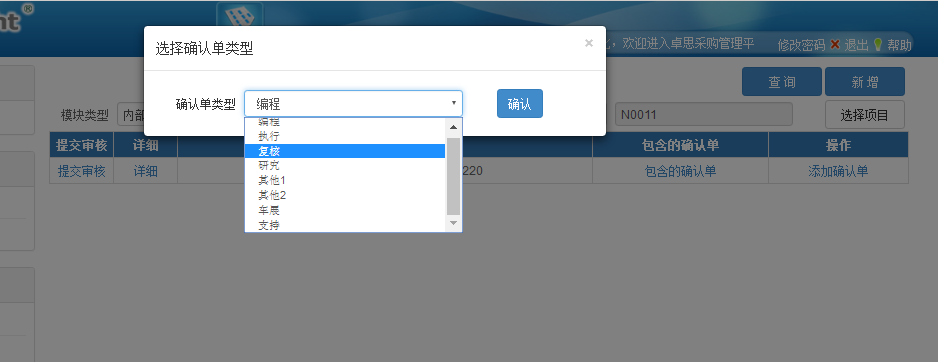 nt®
选择确认单类型 ×
，欢迎进入卓思采购管理平 修改密码 退出 帮助
查 询 新 增
确认单类型 编程 确认
模块类型 内部 N0011 选择项目
编程
执行
复核
研究
其他1
其他2
车展
支持
提交审核 详细 包含的确认单 操作
提交审核 详细 220 包含的确认单 添加确认单